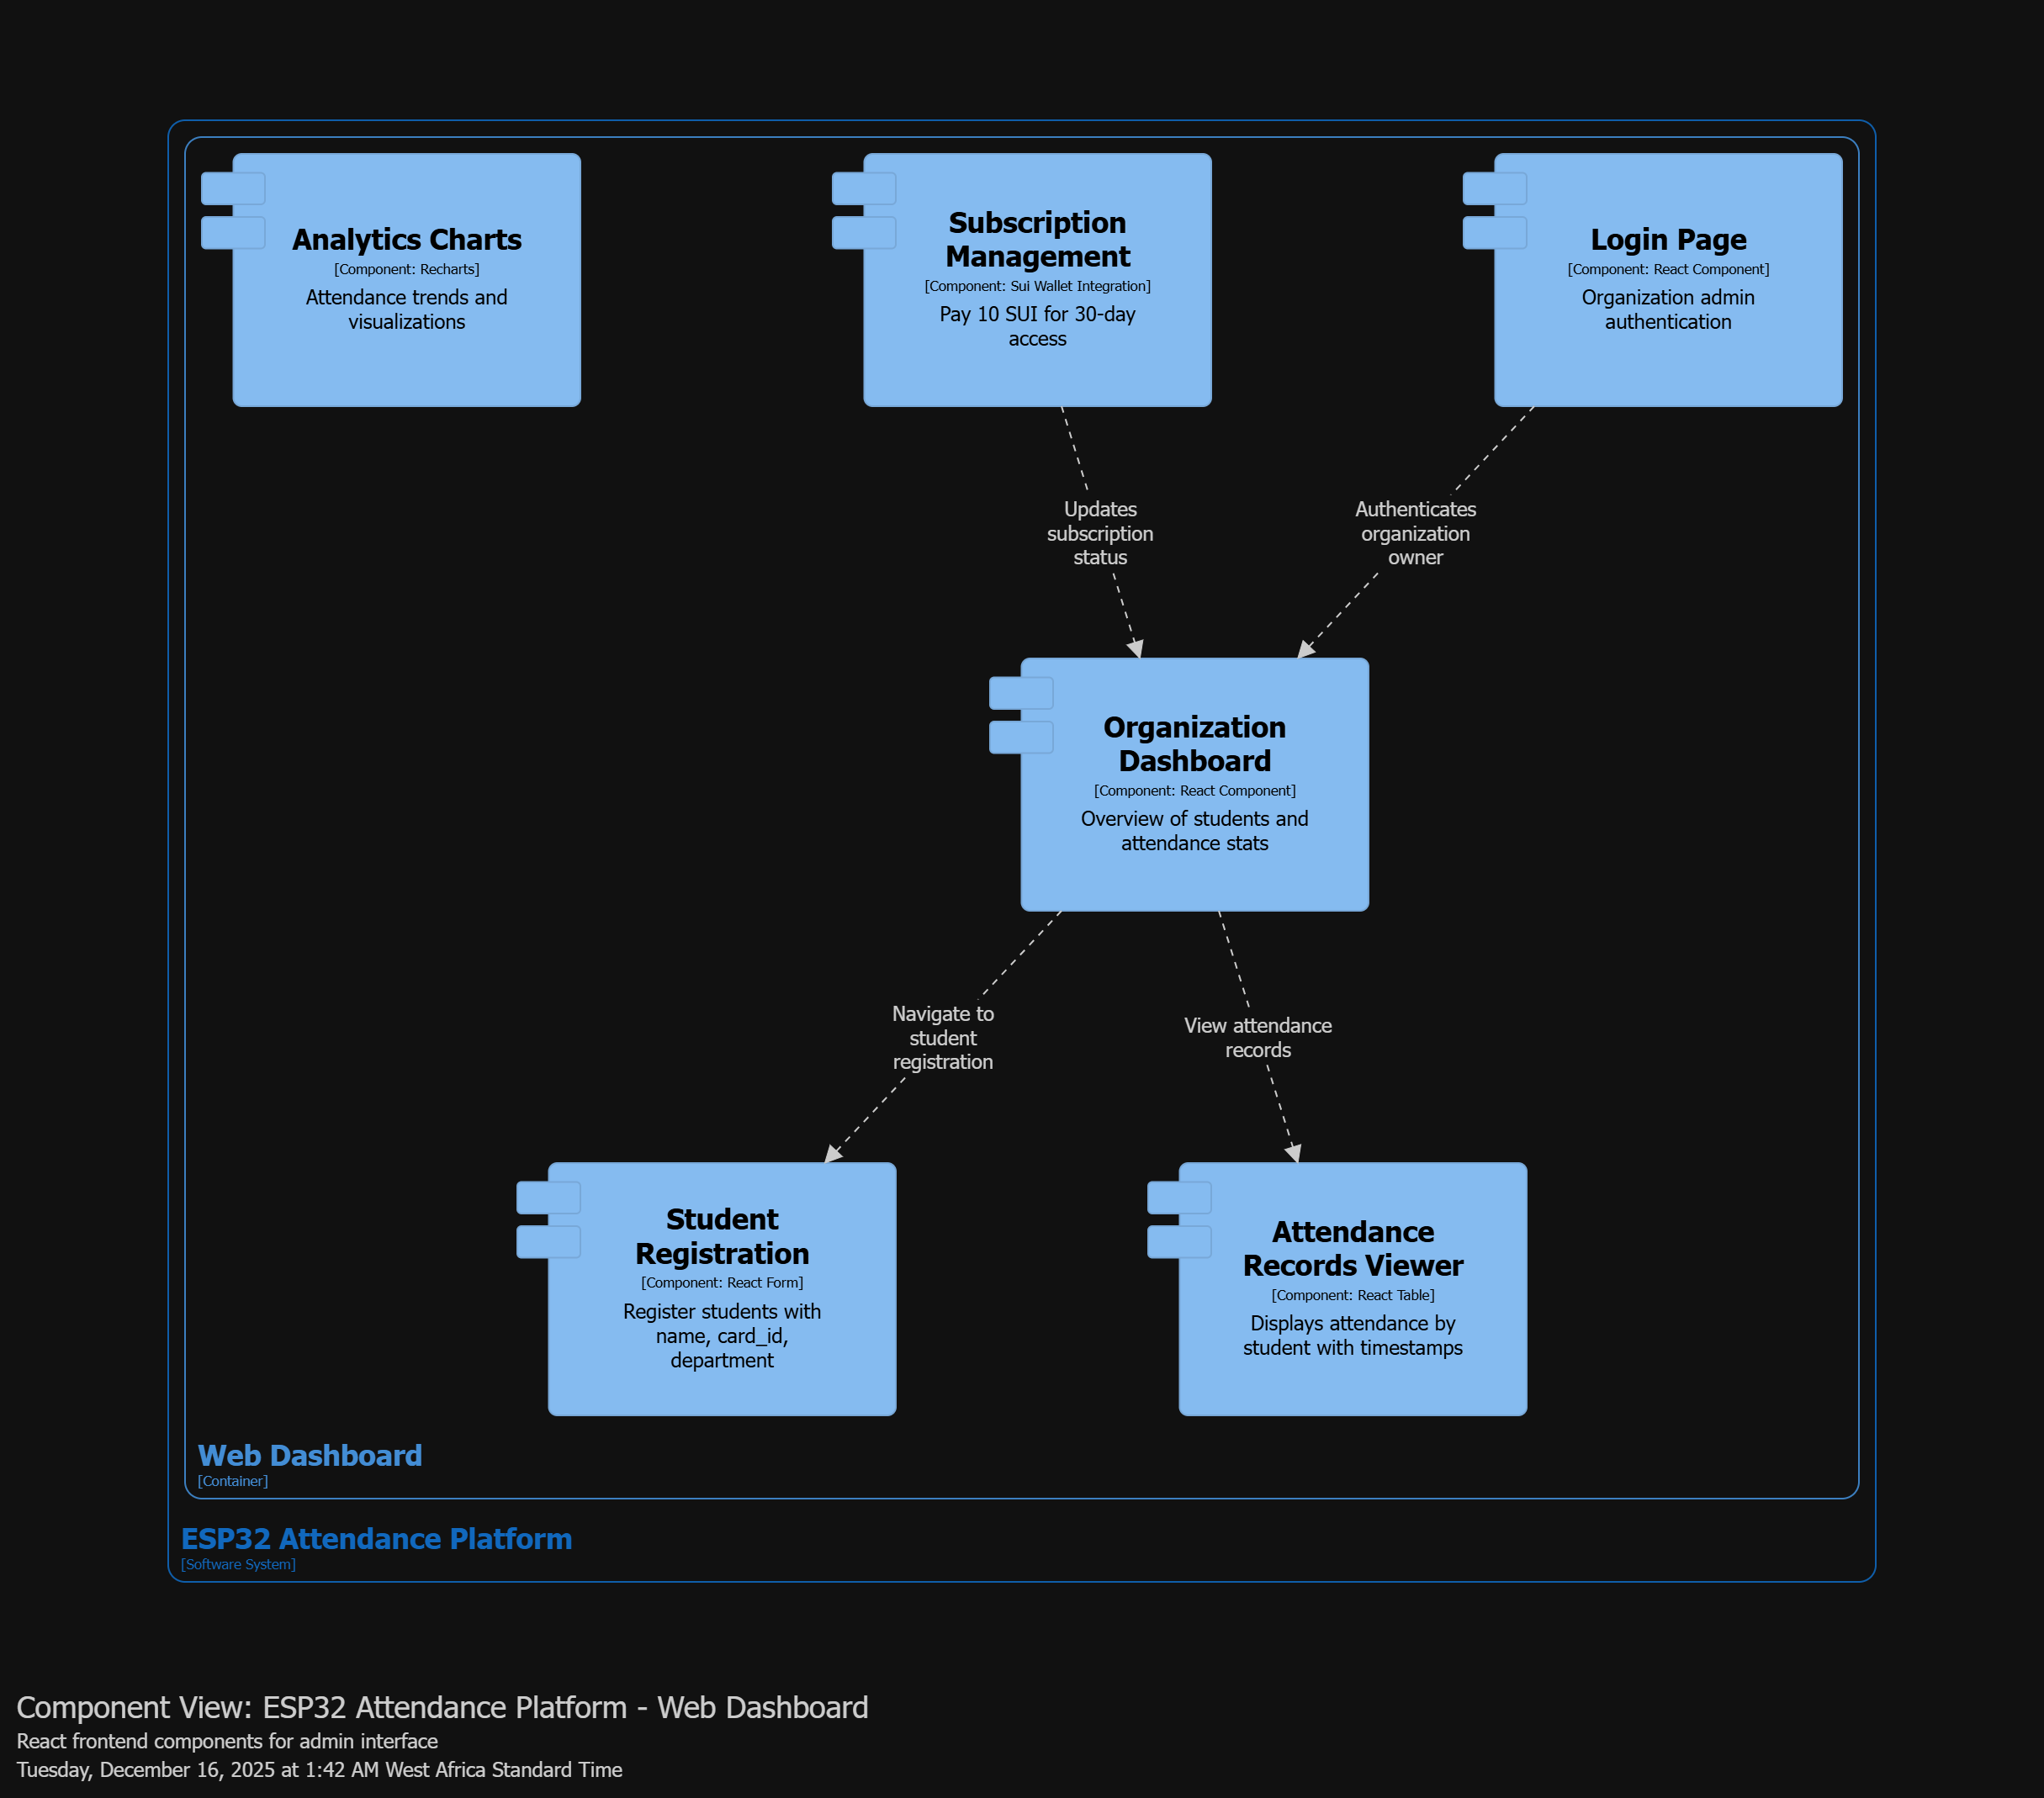 Analytics Charts
[Component: Recharts]
Attendance trends and
visualizations
Subscription
Management
[Component: Sui Wallet Integration]
Pay 10 SUI for 30-day
access
Login Page
[Component: React Component]
Organization admin
authentication
Updates
subscription
status
Authenticates
organization
owner
Organization
Dashboard
[Component: React Component]
Overview of students and
attendance stats
Navigate to
student
registration
View attendance
records
Student
Registration
[Component: React Form]
Register students with
name, card_id,
department
Attendance
Records Viewer
[Component: React Table]
Displays attendance by
student with timestamps
Web Dashboard
[Container]
ESP32 Attendance Platform
[Software System]
Component View: ESP32 Attendance Platform - Web Dashboard
React frontend components for admin interface
Tuesday, December 16, 2025 at 1:42 AM West Africa Standard Time